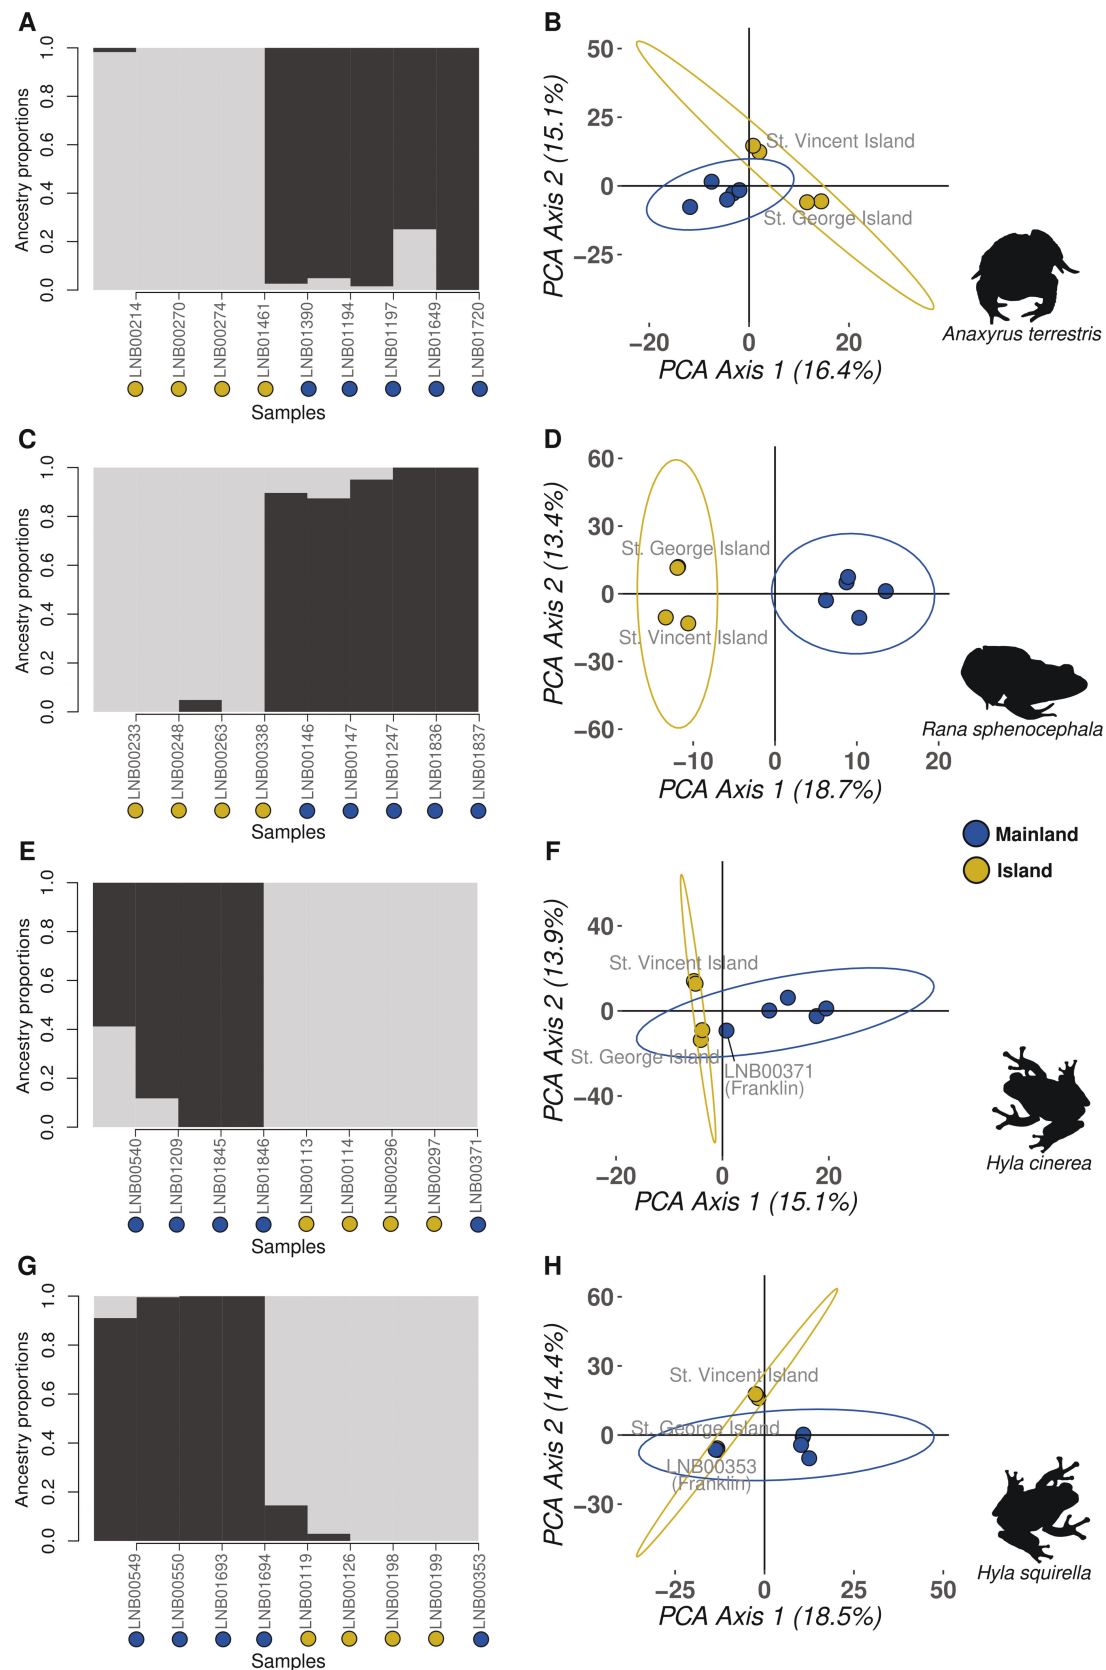 A
Ancestry proportions
1.0
0.8
0.6
0.4
0.2
0.0
LNB00214
LNB00270
LNB00274
LNB01461
LNB01390
LNB01194
LNB01197
LNB01649
LNB01720
Samples
B
PCA Axis 2 (15.1%)
50
25
0
−25
St. Vincent Island
St. George Island
−20
0
20
PCA Axis 1 (16.4%)
Anaxyrus terrestris
C
Ancestry proportions
1.0
0.8
0.6
0.4
0.2
0.0
LNB00233
LNB00248
LNB00263
LNB00338
LNB00146
LNB00147
LNB01247
LNB01836
LNB01837
Samples
D
PCA Axis 2 (13.4%)
60
30
0
−30
−60
St. George Island
St. Vincent Island
−10
0
10
20
PCA Axis 1 (18.7%)
Rana sphenocephala
Mainland
Island
E
Ancestry proportions
1.0
0.8
0.6
0.4
0.2
0.0
LNB00540
LNB01209
LNB01845
LNB01846
LNB00113
LNB00114
LNB00296
LNB00297
LNB00371
Samples
F
PCA Axis 2 (13.9%)
40
0
−40
St. Vincent Island
St. George Island
LNB00371
(Franklin)
−20
0
20
PCA Axis 1 (15.1%)
Hyla cinerea
G
Ancestry proportions
1.0
0.8
0.6
0.4
0.2
0.0
LNB00549
LNB00550
LNB01693
LNB01694
LNB00119
LNB00126
LNB00198
LNB00199
LNB00353
Samples
H
PCA Axis 2 (14.4%)
60
30
0
−30
St. Vincent Island
St. George Island
LNB00353
(Franklin)
−25
0
25
50
PCA Axis 1 (18.5%)
Hyla squirella